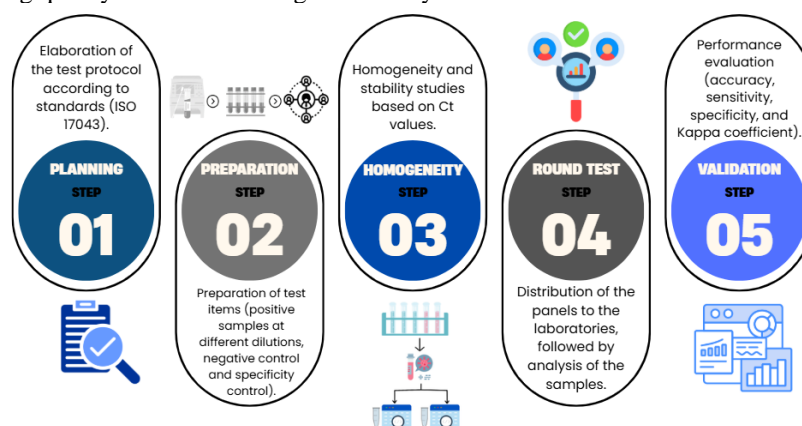 Elaboration of
the test protocol
according to
standards (ISO
17043).
PLANNING
STEP
01
PREPARATION
STEP
02
Preparation of test
items (positive
samples at
different dilutions,
negative control
and specificity
control).
Homogeneity and
stability studies
based on Ct
values.
HOMOGENEITY
STEP
03
ROUND TEST
STEP
04
Distribution of the
panels to the
laboratories,
followed by
analysis of the
samples.
Performance
evaluation
(accuracy,
sensitivity,
specificity, and
Kappa coefficient).
VALIDATION
STEP
05